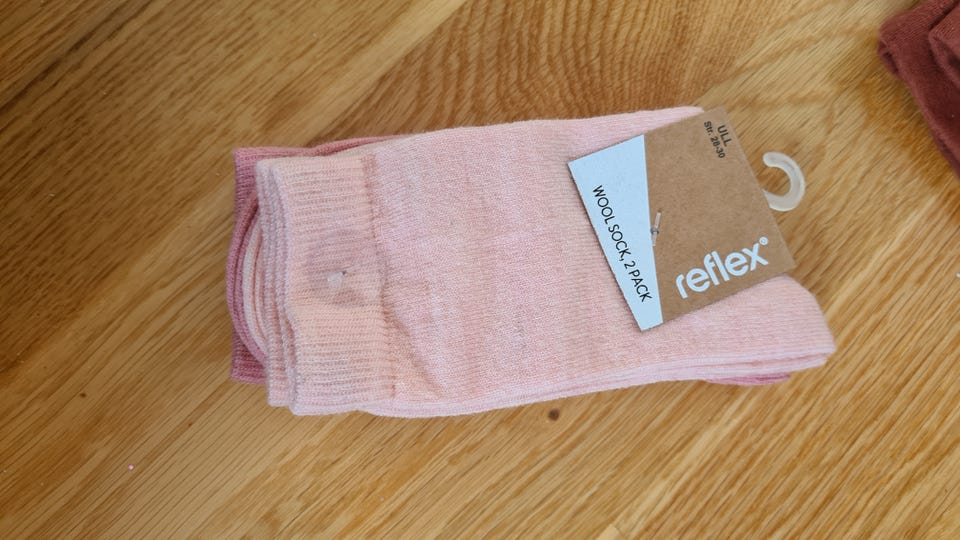 ULL
Str. 28-30
WOOL SOCK, 2 PACK
reflex®